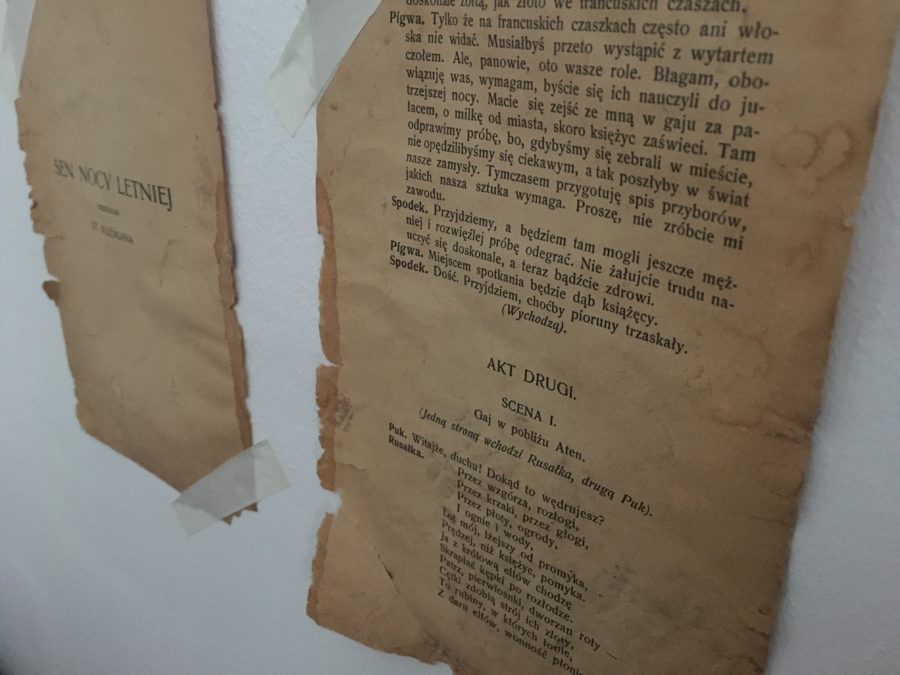 SEN NOCY LETNIEJ
doskonale żółtą, jak złoto we francuskich czaszach.
Pigwa. Tylko że na francuskich czaszkach często ani wło-
ska nie widać. Musiałbyś przeto wystąpić z wytartem
czołem. Ale, panowie, oto wasze role. Błagam, obo-
wiązuję was, wymagam, byście się ich nauczyli do ju-
trzejszej nocy. Macie się zejść ze mną w gaju za pa-
łacem, o milkę od miasta, skoro księżyc zaświeci. Tam
odprawimy próbę, bo, gdybyśmy się zebrali w mieście,
nie opędzilibyśmy się ciekawym, a tak poszłyby w świat
nasze zamysły. Tymczasem przygotuję spis przyborów,
jakich nasza sztuka wymaga. Proszę, nie zróbcie mi
zawodu.
Spodek. Przyjdziemy, a będziem tam mogli jeszcze męż-
niej i rozwięźlej próbę odegrać. Nie żałujcie trudu na-
uczyć się doskonale, a teraz bądźcie zdrowi.
Pigwa. Miejscem spotkania będzie dąb książęcy.
Spodek. Dość. Przyjdziem, choćby pioruny trzaskały.
(Wychodzą).
AKT DRUGI.
SCENA I.
Gaj w pobliżu Aten.
(Jedną stroną wchodzi Rusałka, drugą Puk).
Puk. Witajże, duchu! Dokąd to wędrujesz?
Rusałka.
Przez wzgórza, rozłogi,
Przez krzaki, przez głogi,
Przez płoty, ogrody,
I ognie i wody,
Lot mój, lżejszy od promyka,
Prędzej, niż księżyc, pomyka.
Ja z królową elfów chodzę
Skrapiać kępki po rozłodze.
Patrz, pierwiosnki, dworzan roty —
Cętki zdobią strój ich złoty,
To rubiny, w których łonie,
Z daru elfów, wonność płonie